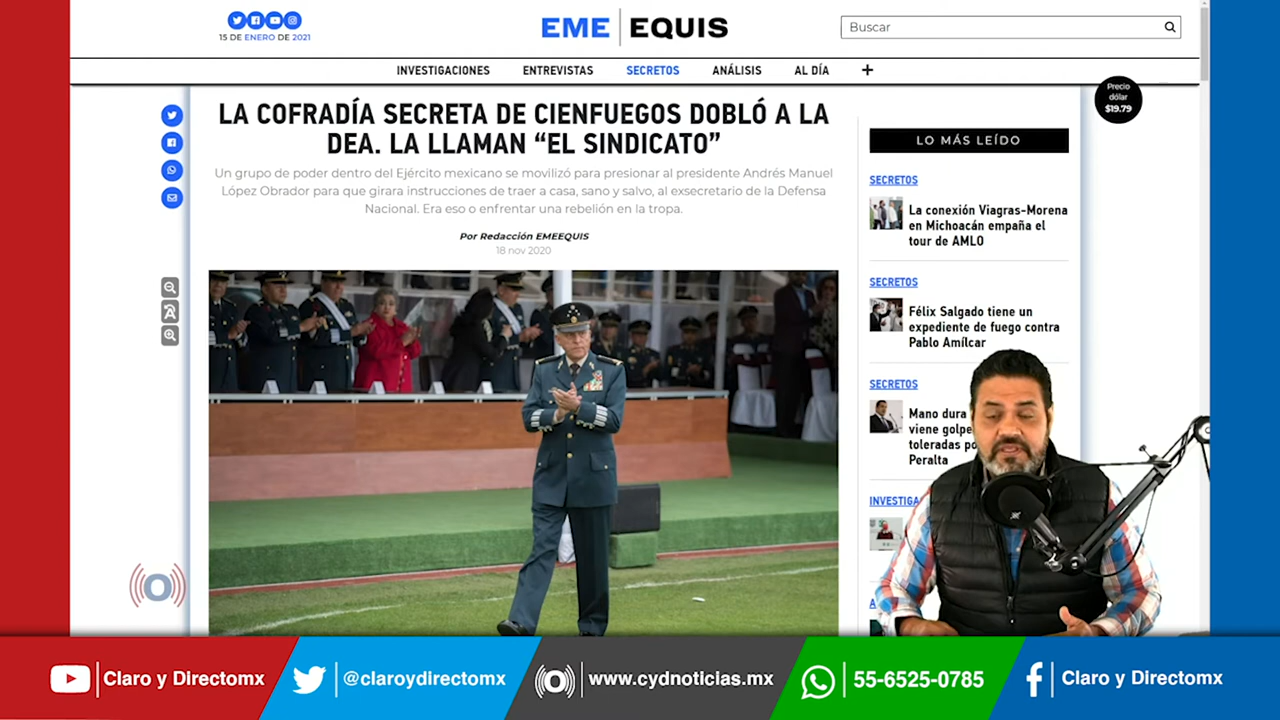 15 DE ENERO DE 2021
EME | EQUIS
Buscar
INVESTIGACIONES ENTREVISTAS SECRETOS ANÁLISIS AL DÍA +
Precio
dólar
$19.79
LA COFRADÍA SECRETA DE CIENFUEGOS DOBLÓ A LA
DEA. LA LLAMAN “EL SINDICATO”
Un grupo de poder dentro del Ejército mexicano se movilizó para presionar al presidente Andrés Manuel
López Obrador para que girara instrucciones de traer a casa, sano y salvo, al exsecretario de la Defensa
Nacional. Era eso o enfrentar una rebelión en la tropa.
Por Redacción EMEEQUIS
18 nov 2020
LO MÁS LEÍDO
SECRETOS
La conexión Viagras-Morena
en Michoacán empaña el
tour de AMLO
SECRETOS
Félix Salgado tiene un
expediente de fuego contra
Pablo Amílcar
SECRETOS
Mano dura
viene golpe
toleradas po
Peralta
INVESTIGA
A
Claro y Directomx
@claroydirectomx
www.cydnoticias.mx
55-6525-0785
Claro y Directomx